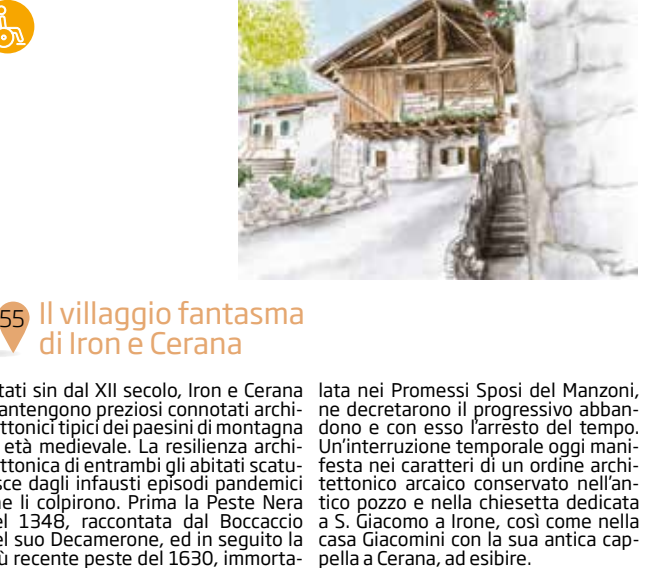 55
Il villaggio fantasma
di Iron e Cerana
tati sin dal XII secolo, Iron e Cerana
antengono preziosi connotati archi-
ttonici tipici dei paesini di montagna
età medievale. La resilienza archi-
ttonica di entrambi gli abitati scatu-
sce dagli infausti episodi pandemici
e li colpirono. Prima la Peste Nera
el 1348, raccontata dal Boccaccio
el suo Decamerone, ed in seguito la
ù recente peste del 1630, immorta-
lata nei Promessi Sposi del Manzoni,
ne decretarono il progressivo abban-
dono e con esso l'arresto del tempo.
Un'interruzione temporale oggi mani-
festa nei caratteri di un ordine archi-
tettonico arcaico conservato nell'an-
tico pozzo e nella chiesetta dedicata
a S. Giacomo a Irone, così come nella
casa Giacomini con la sua antica cap-
pella a Cerana, ad esibire.